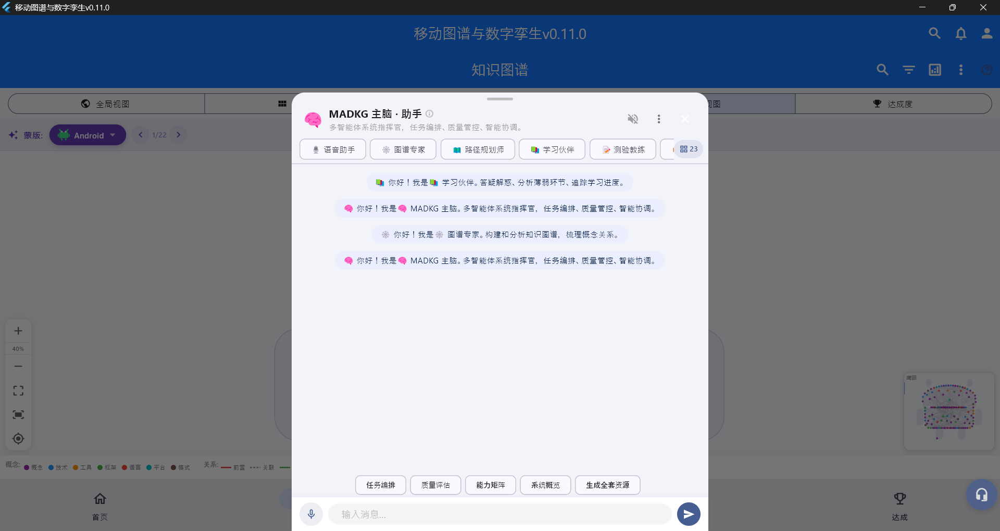 移动图谱与数字孪生v0.11.0
移动图谱与数字孪生v0.11.0
知识图谱
全局视图
视图
达成度
蒙版:
Android
1/22
MADKG 主脑 · 助手
多智能体系统指挥官，任务编排、质量管控、智能协调。
语音助手
图谱专家
路径规划师
学习伙伴
测验教练
23
你好！我是 学习伙伴。答疑解惑、分析薄弱环节、追踪学习进度。
你好！我是 MADKG 主脑。多智能体系统指挥官，任务编排、质量管控、智能协调。
你好！我是 图谱专家。构建和分析知识图谱，梳理概念关系。
你好！我是 MADKG 主脑。多智能体系统指挥官，任务编排、质量管控、智能协调。
40%
鹰眼
概念: 概念 技术 工具 框架 语言 平台 模式 关系: 前置 关联
任务编排
质量评估
能力矩阵
系统概览
生成全套资源
输入消息...
首页
达成